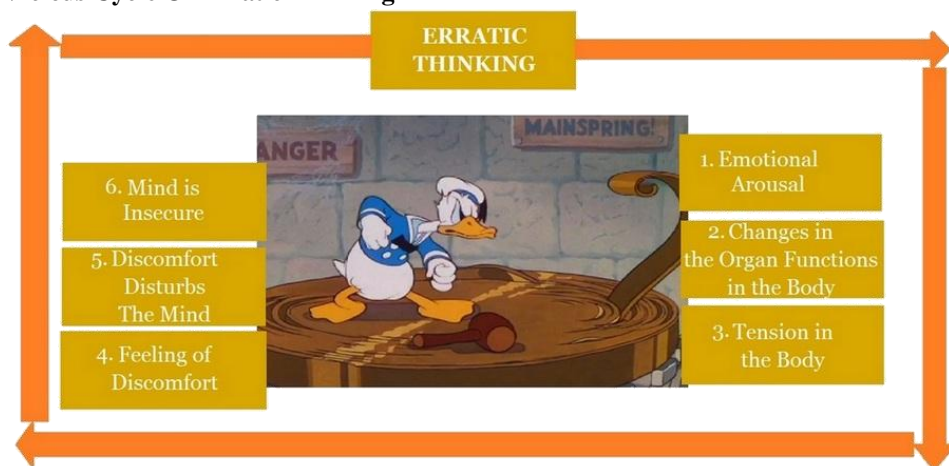 Cycle
ERRATIC
THINKING
ANGER
MAINSPRING!
1. Emotional
Arousal
2. Changes in
the Organ Functions
in the Body
3. Tension in
the Body
4. Feeling of
Discomfort
5. Discomfort
Disturbs
The Mind
6. Mind is
Insecure